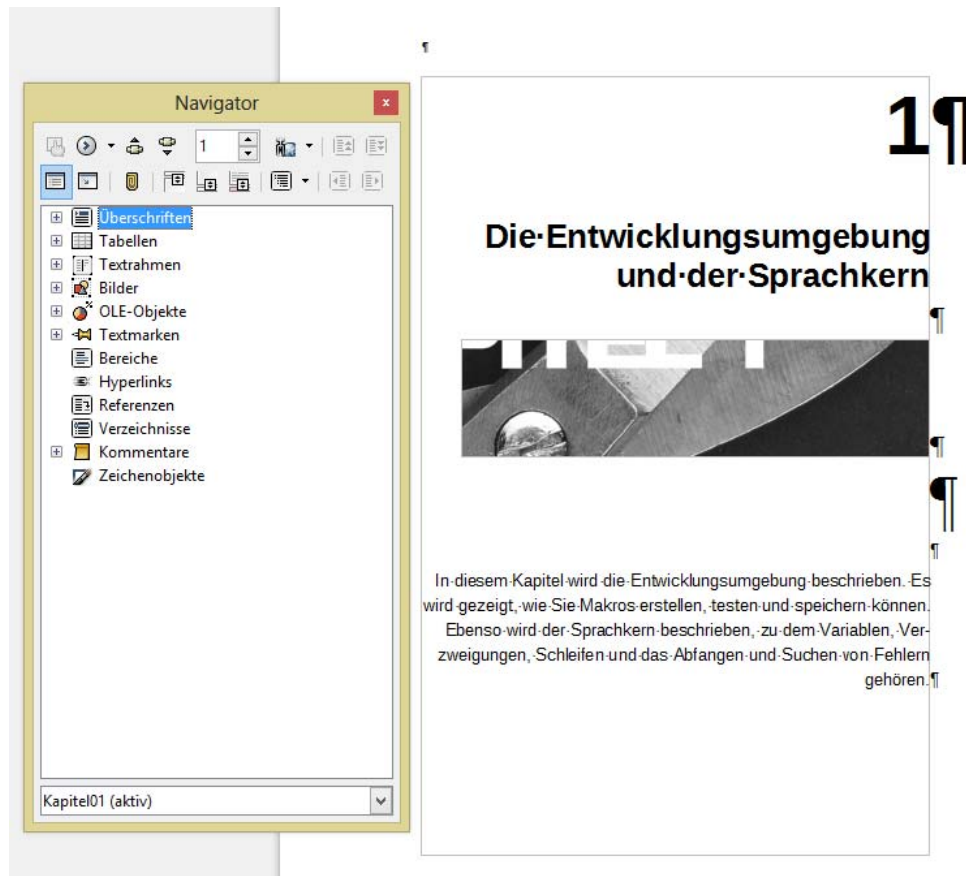 Navigator
1
Überschriften
Tabellen
Textrahmen
Bilder
OLE-Objekte
Textmarken
Bereiche
Hyperlinks
Referenzen
Verzeichnisse
Kommentare
Zeichenobjekte
Kapitel01 (aktiv)
¶
1¶
Die·Entwicklungsumgebung
und·der·Sprachkern
¶
¶
¶
¶
In·diesem·Kapitel·wird·die·Entwicklungsumgebung·beschrieben.·Es
wird·gezeigt,·wie·Sie·Makros·erstellen,·testen·und·speichern·können.
Ebenso·wird·der·Sprachkern·beschrieben,·zu·dem·Variablen,·Ver-
zweigungen,·Schleifen·und·das·Abfangen·und·Suchen·von·Fehlern
gehören.¶